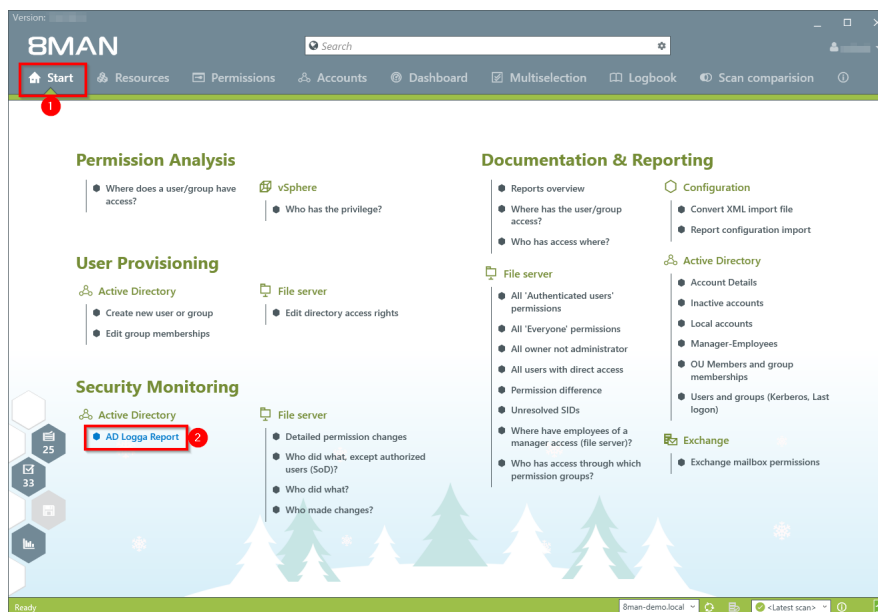 Version:
8MAN
Search
Start Resources Permissions Accounts Dashboard Multiselection Logbook Scan comparision
1
Permission Analysis
Where does a user/group have
access?
vSphere
Who has the privilege?
User Provisioning
Active Directory
Create new user or group
Edit group memberships
File server
Edit directory access rights
Security Monitoring
Active Directory
AD Logga Report
2
File server
Detailed permission changes
Who did what, except authorized
users (SoD)?
Who did what?
Who made changes?
Documentation & Reporting
Reports overview
Where has the user/group
access?
Who has access where?
File server
All 'Authenticated users'
permissions
All 'Everyone' permissions
All owner not administrator
All users with direct access
Permission difference
Unresolved SIDs
Where have employees of a
manager access (file server)?
Who has access through which
permission groups?
Configuration
Convert XML import file
Report configuration import
Active Directory
Account Details
Inactive accounts
Local accounts
Manager-Employees
OU Members and group
memberships
Users and groups (Kerberos, Last
logon)
Exchange
Exchange mailbox permissions
25
33
Ready
8man-demo.local
<Latest scan>